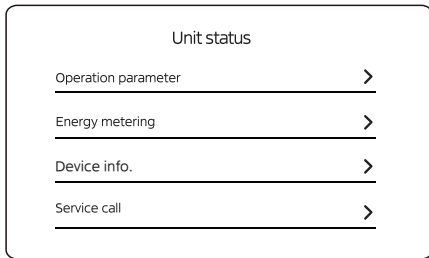 Unit status
Operation parameter
Energy metering
Device info.
Service call